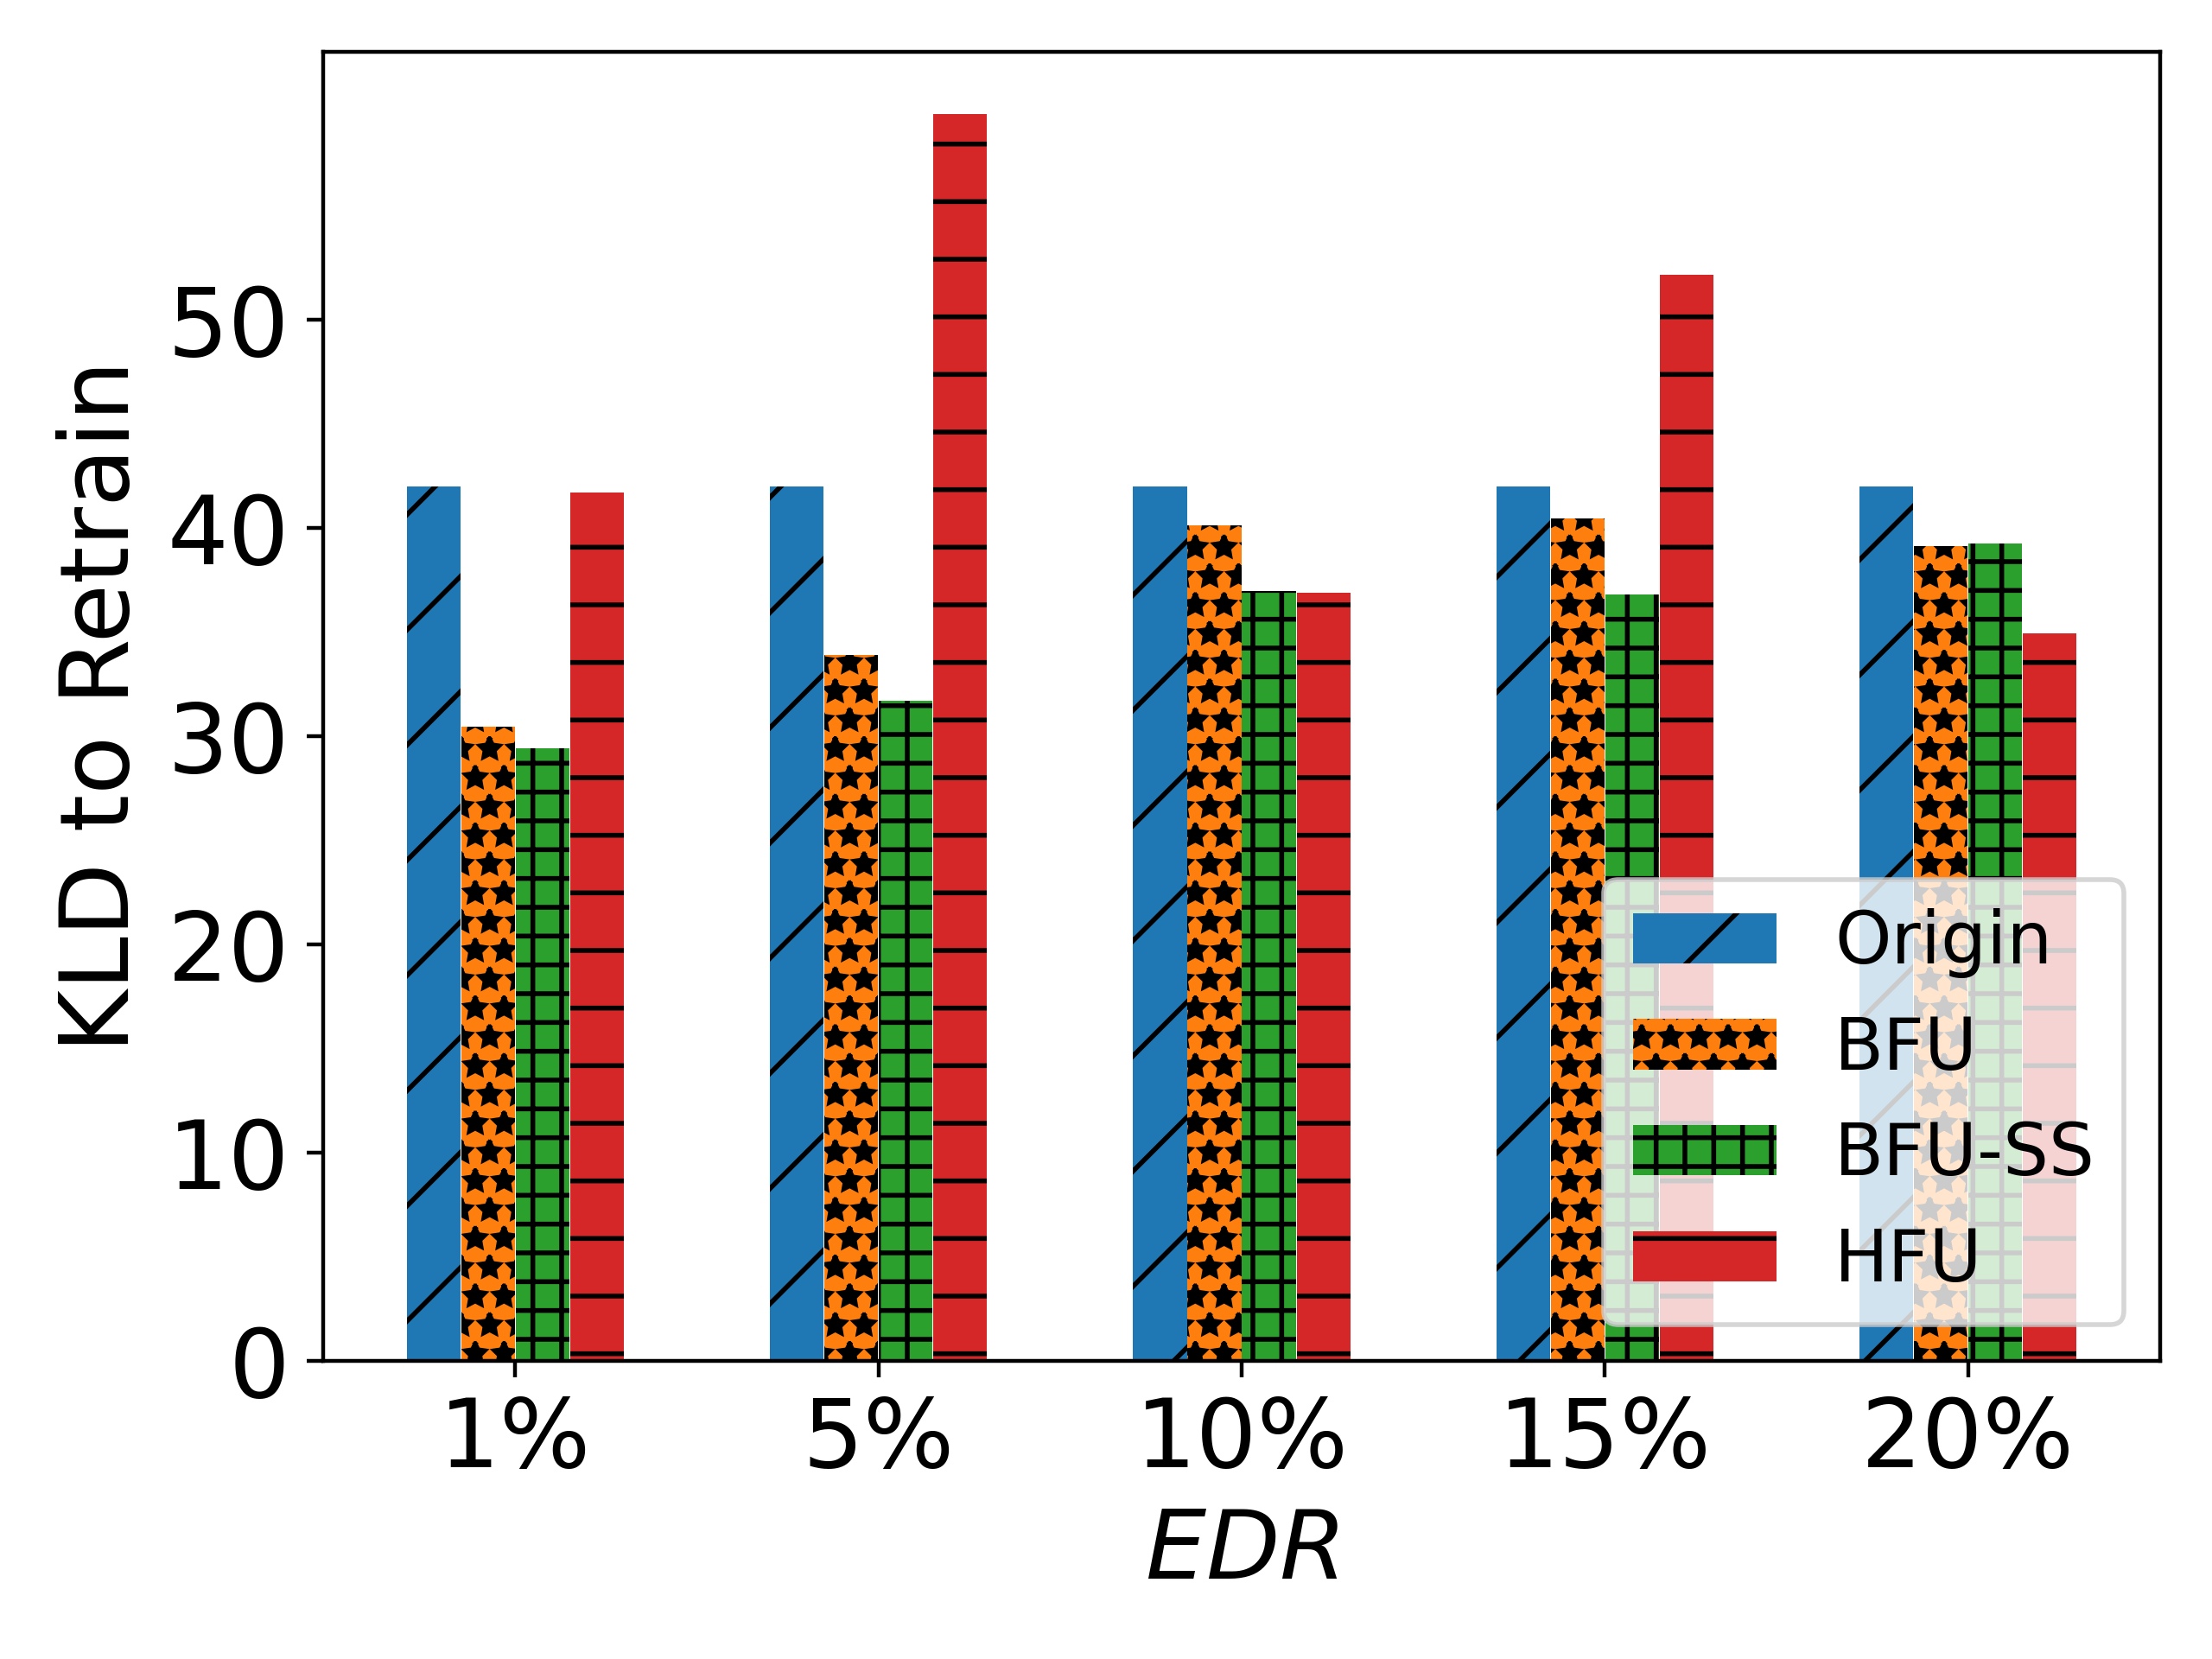 KLD to Retrain
50
40
30
20
10
0
1% 5% 10% 15% 20%
EDR
Origin
BFU
BFU-SS
HFU